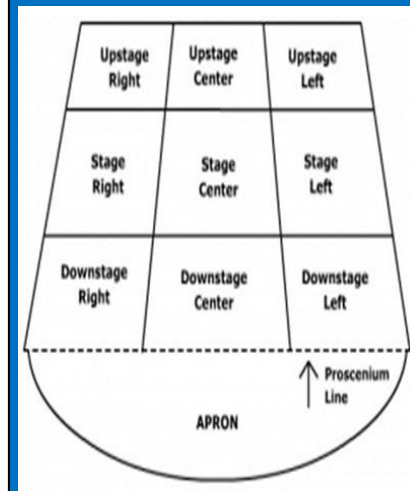 Upstage
Right
Upstage
Center
Upstage
Left
Stage
Right
Stage
Center
Stage
Left
Downstage
Right
Downstage
Center
Downstage
Left
Proscenium
Line
APRON